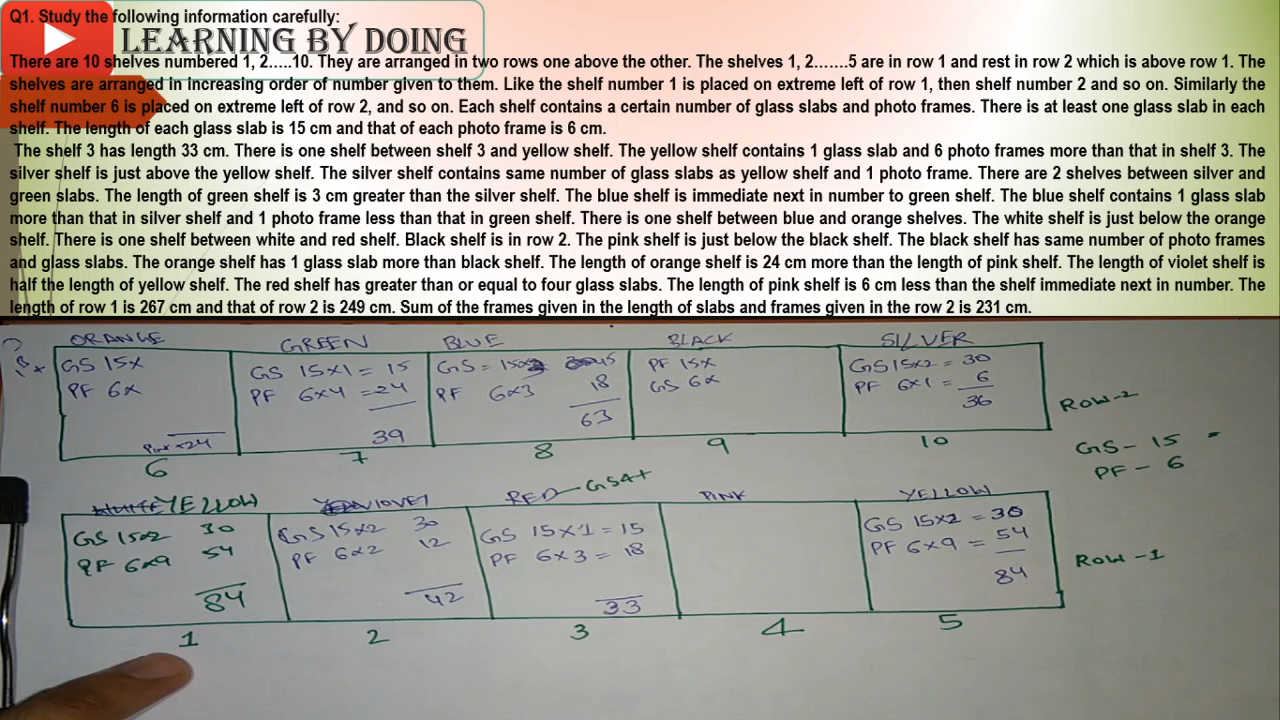 Q1. Study the following information carefully:
LEARNING BY DOING
There are 10 shelves numbered 1, 2.....10. They are arranged in two rows one above the other. The shelves 1, 2.......5 are in row 1 and rest in row 2 which is above row 1. The
shelves are arranged in increasing order of number given to them. Like the shelf number 1 is placed on extreme left of row 1, then shelf number 2 and so on. Similarly the
shelf number 6 is placed on extreme left of row 2, and so on. Each shelf contains a certain number of glass slabs and photo frames. There is at least one glass slab in each
shelf. The length of each glass slab is 15 cm and that of each photo frame is 6 cm.
The shelf 3 has length 33 cm. There is one shelf between shelf 3 and yellow shelf. The yellow shelf contains 1 glass slab and 6 photo frames more than that in shelf 3. The
silver shelf is just above the yellow shelf. The silver shelf contains same number of glass slabs as yellow shelf and 1 photo frame. There are 2 shelves between silver and
green slabs. The length of green shelf is 3 cm greater than the silver shelf. The blue shelf is immediate next in number to green shelf. The blue shelf contains 1 glass slab
more than that in silver shelf and 1 photo frame less than that in green shelf. There is one shelf between blue and orange shelves. The white shelf is just below the orange
shelf. There is one shelf between white and red shelf. Black shelf is in row 2. The pink shelf is just below the black shelf. The black shelf has same number of photo frames
and glass slabs. The orange shelf has 1 glass slab more than black shelf. The length of orange shelf is 24 cm more than the length of pink shelf. The length of violet shelf is
half the length of yellow shelf. The red shelf has greater than or equal to four glass slabs. The length of pink shelf is 6 cm less than the shelf immediate next in number. The
length of row 1 is 267 cm and that of row 2 is 249 cm. Sum of the frames given in the length of slabs and frames given in the row 2 is 231 cm.
ORANGE GREEN BLUE BLACK SILVER
GS 15x GS 15x1 = 15 GS = 45 PF 15x GS 15x2 = 30
PF 6x PF 6x4 = 24 PF 6x3 18 GS 6x PF 6x1 = 6
+24 39 63 36 Row-2
6 7 8 9 10
GS - 15
PF - 6
YELLOW VIOLET RED - GS4+ PINK YELLOW
GS 15x2 30 GS 15x2 30 GS 15x1 = 15 GS 15x2 = 30
PF 6x9 54 PF 6x2 12 PF 6x3 = 18 PF 6x9 = 54
84 42 33 84 Row-1
1 2 3 4 5